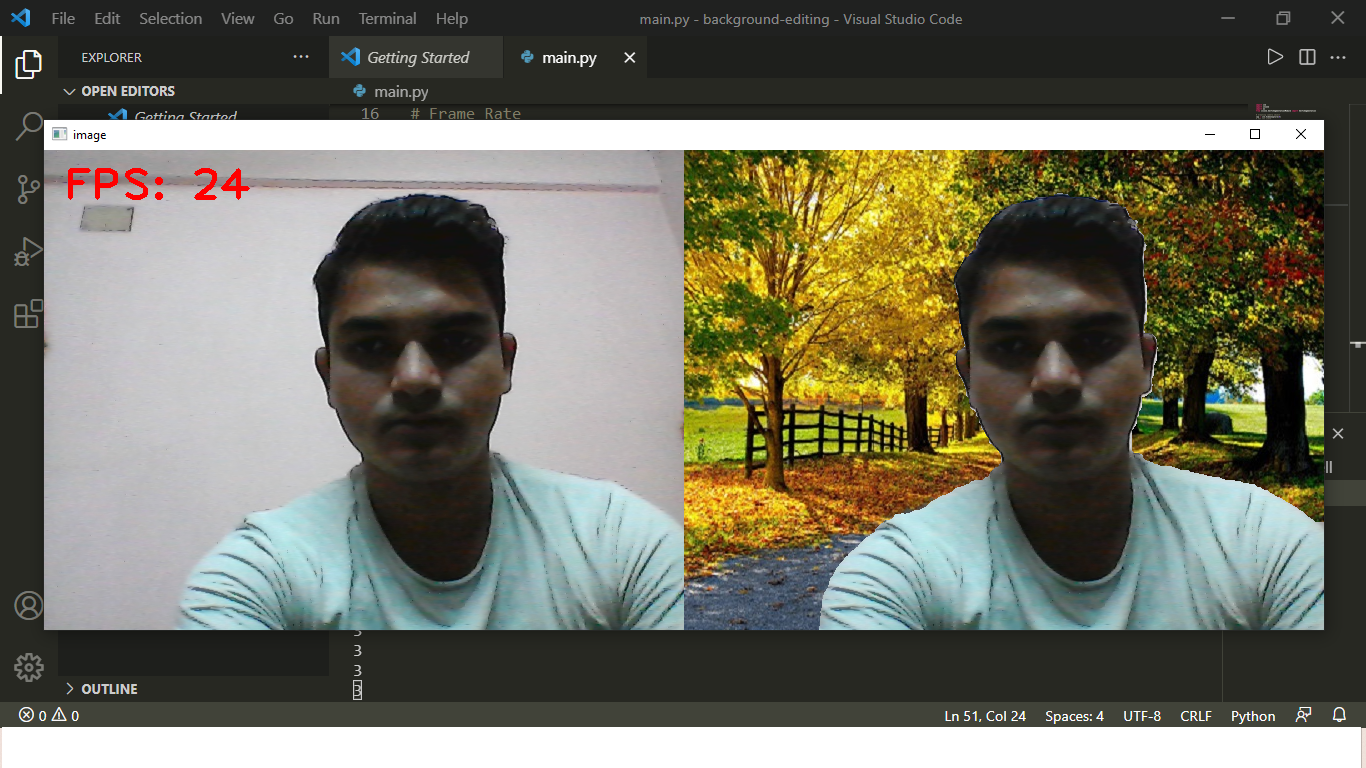 File Edit Selection View Go Run Terminal Help
main.py - background-editing - Visual Studio Code
EXPLORER
Getting Started
main.py
OPEN EDITORS
main.py
Getting Started
16 # Frame Rate
image
FPS: 24
3
3
3
3
OUTLINE
0 0
Ln 51, Col 24 Spaces: 4 UTF-8 CRLF Python